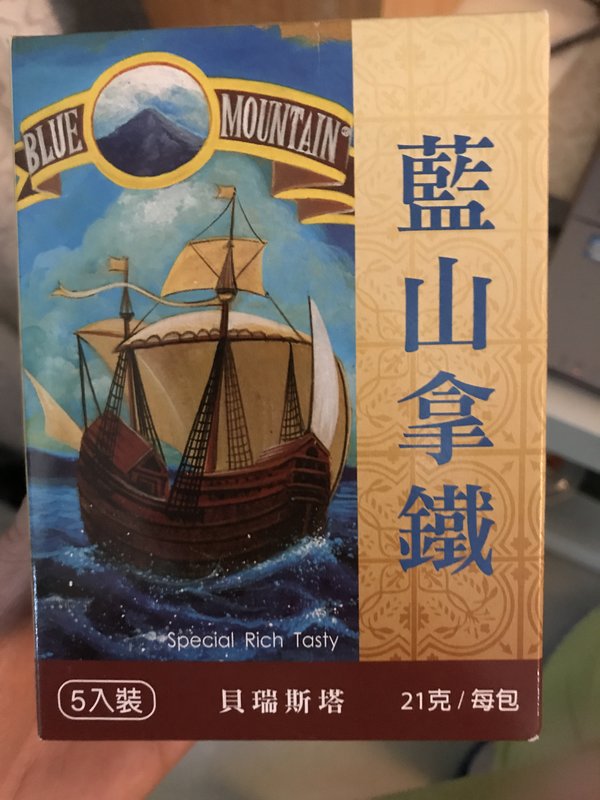 BLUE MOUNTAIN
藍山拿鐵
Special Rich Tasty
5入裝
貝瑞斯塔
21克/每包